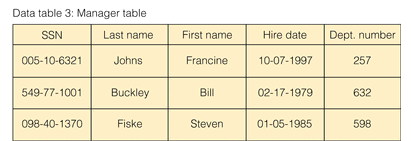 Data table 3: Manager table
SSN Last name First name Hire date Dept. number
005-10-6321 Johns Francine 10-07-1997 257
549-77-1001 Buckley Bill 02-17-1979 632
098-40-1370 Fiske Steven 01-05-1985 598